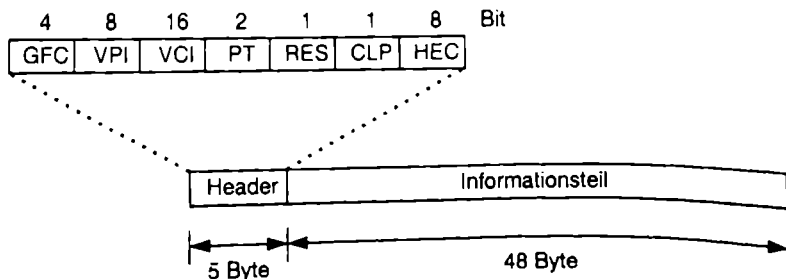 4 8 16 2 1 1 8 Bit
GFC VPI VCI PT RES CLP HEC
Header Informationsteil
5 Byte 48 Byte